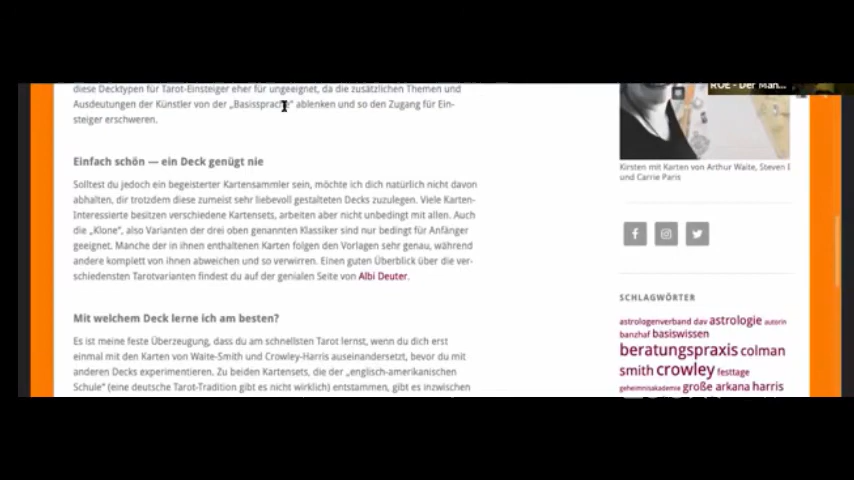 diese Decktypen für Tarot-Einsteiger eher für ungeeignet, da die zusätzlichen Themen und
Ausdeutungen der Künstler von der „Basissprache“ ablenken und so den Zugang für Ein-
steiger erschweren.
Einfach schön — ein Deck genügt nie
Solltest du jedoch ein begeisterter Kartensammler sein, möchte ich dich natürlich nicht davon
abhalten, dir trotzdem diese zumeist sehr liebevoll gestalteten Decks zuzulegen. Viele Karten-
Interessierte besitzen verschiedene Kartensets, arbeiten aber nicht unbedingt mit allen. Auch
die „Klone“, also Varianten der drei oben genannten Klassiker sind nur bedingt für Anfänger
geeignet. Manche der in ihnen enthaltenen Karten folgen den Vorlagen sehr genau, während
andere komplett von ihnen abweichen und so verwirren. Einen guten Überblick über die ver-
schiedensten Tarotvarianten findest du auf der genialen Seite von Albi Deuter.
Mit welchem Deck lerne ich am besten?
Es ist meine feste Überzeugung, dass du am schnellsten Tarot lernst, wenn du dich erst
einmal mit den Karten von Waite-Smith und Crowley-Harris auseinandersetzt, bevor du mit
anderen Decks experimentieren. Zu beiden Kartensets, die der „englisch-amerikanischen
Schule“ (eine deutsche Tarot-Tradition gibt es nicht wirklich) entstammen, gibt es inzwischen
RÜE - Der Man...
Kirsten mit Karten von Arthur Waite, Steven
und Carrie Paris
SCHLAGWÖRTER
astrologenverband dav astrologie autorin
banzhaf basiswissen
beratungspraxis colman
smith crowley festtage
geheimnisakademie große arkana harris